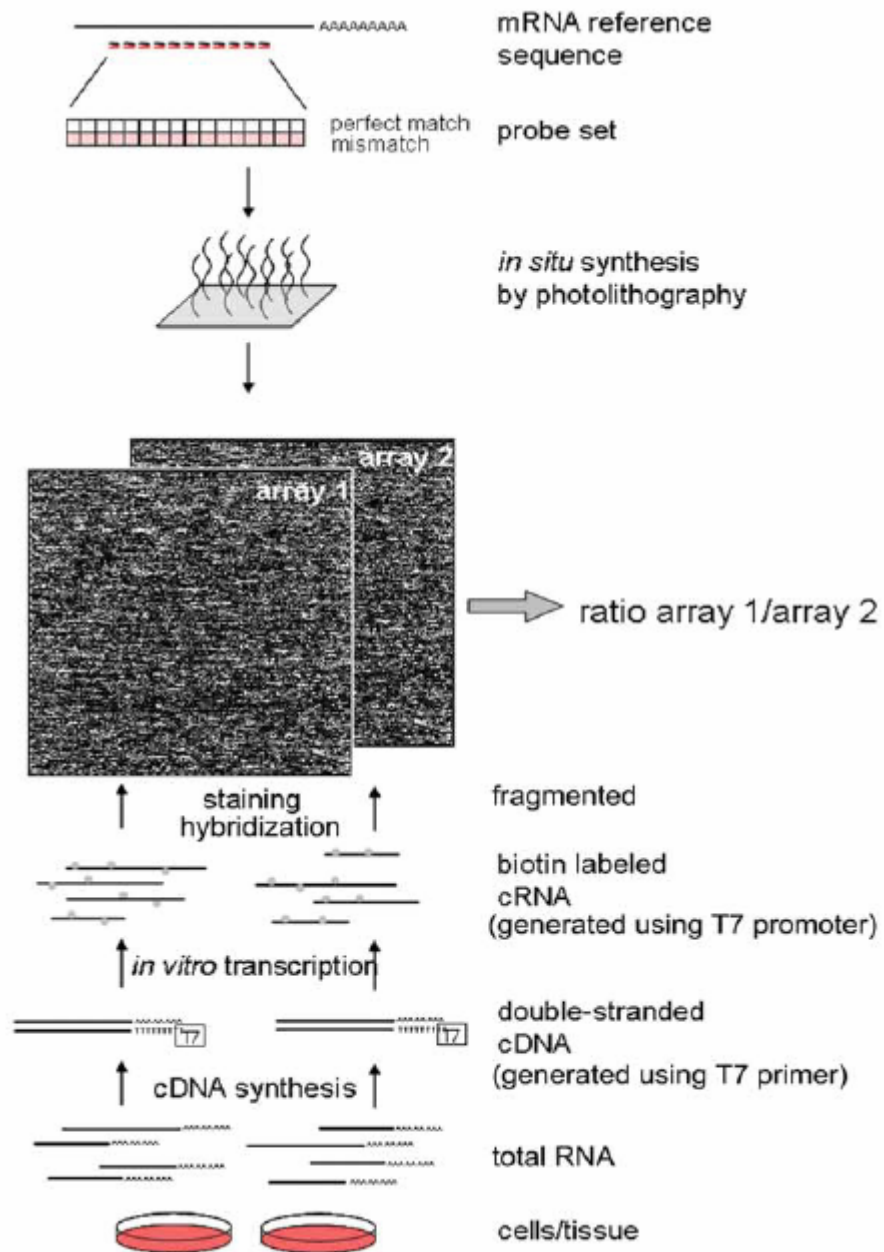 AAAAAAAAA
mRNA reference
sequence
perfect match
mismatch
probe set
in situ synthesis
by photolithography
array 1
array 2
ratio array 1/array 2
staining
hybridization
fragmented
biotin labeled
cRNA
(generated using T7 promoter)
in vitro transcription
double-stranded
cDNA
(generated using T7 primer)
T7
T7
cDNA synthesis
total RNA
cells/tissue